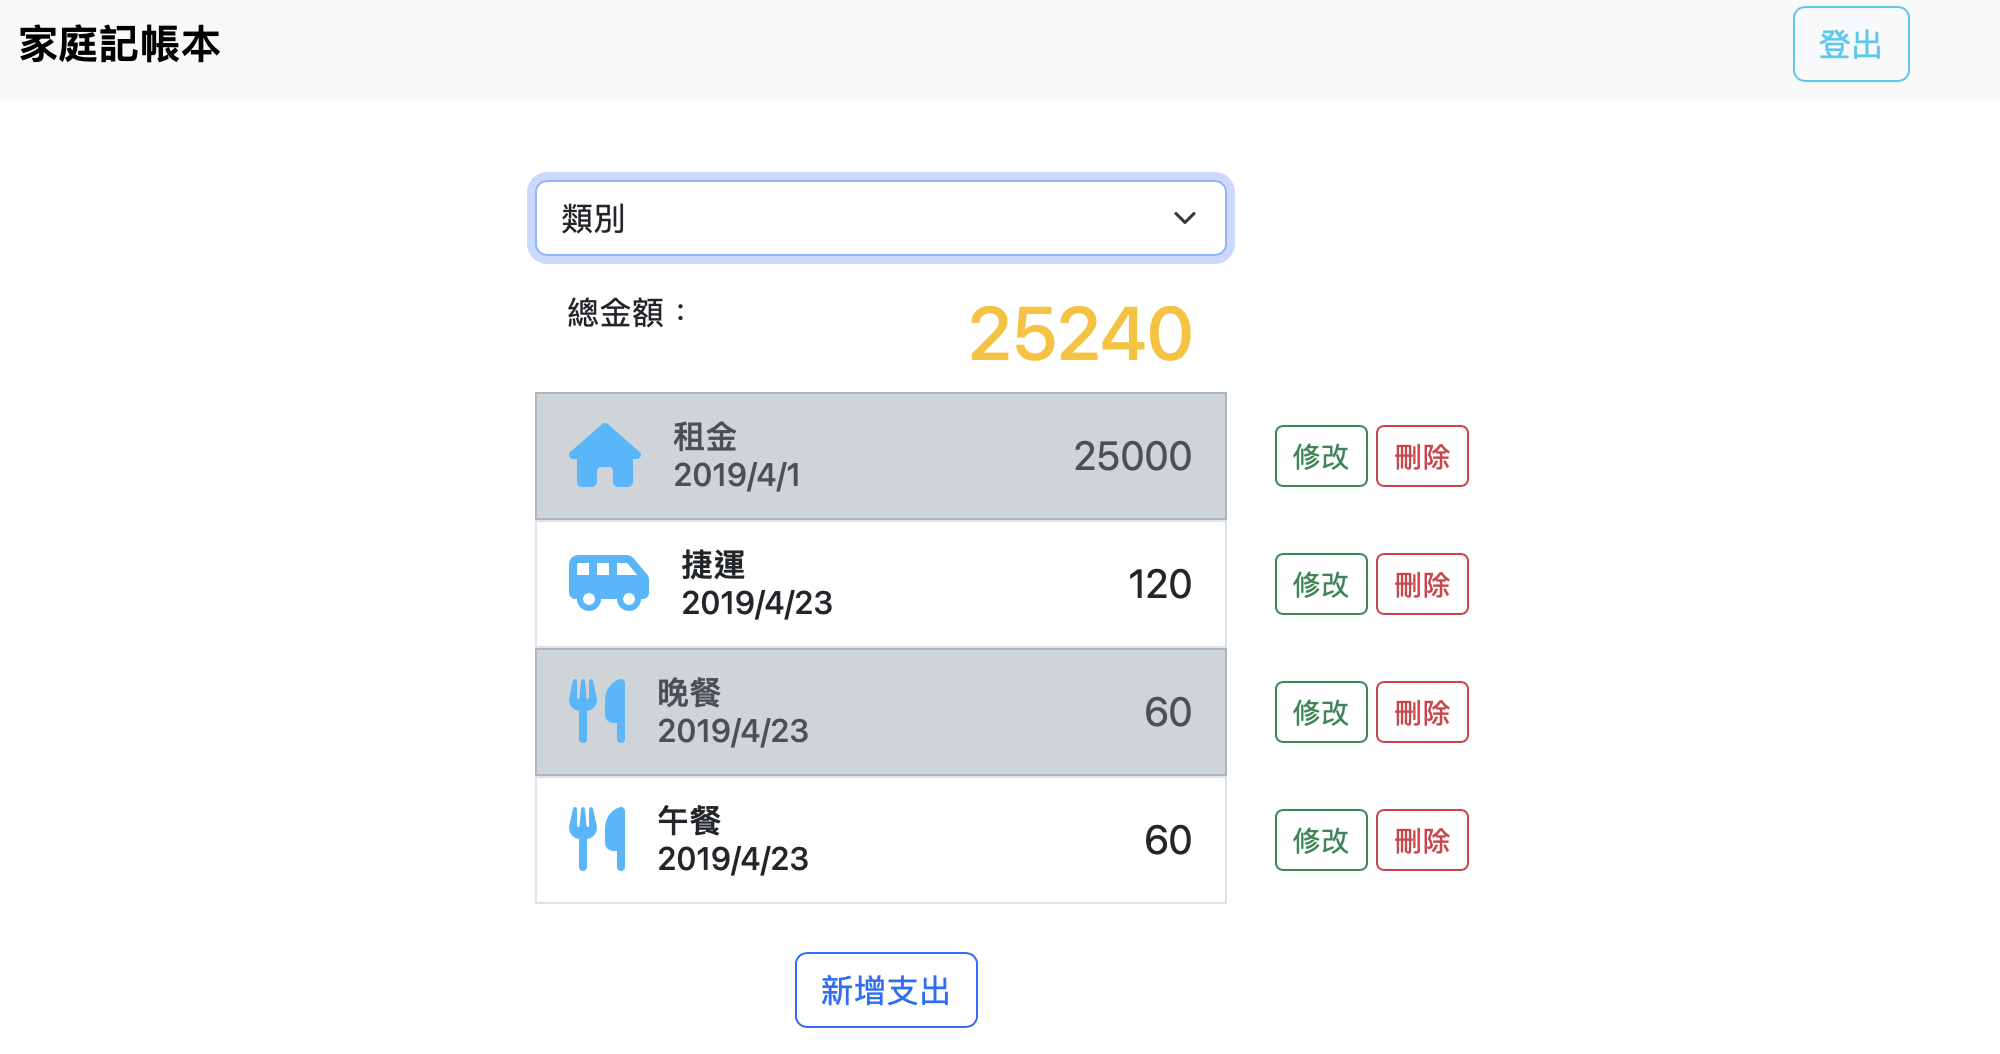 家庭記帳本
登出
類別
總金額：
25240
租金
2019/4/1
25000
修改 刪除
捷運
2019/4/23
120
修改 刪除
晚餐
2019/4/23
60
修改 刪除
午餐
2019/4/23
60
修改 刪除
新增支出